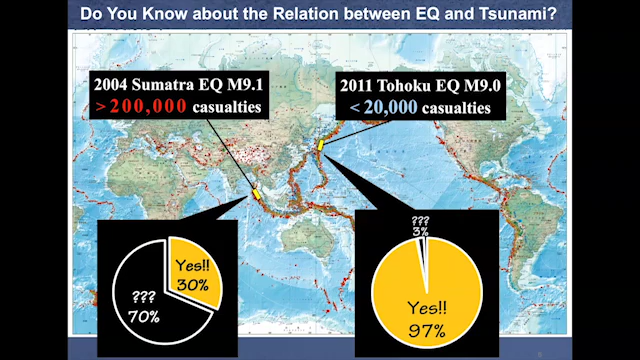 Do You Know about the Relation between EQ and Tsunami?
2004 Sumatra EQ M9.1
>200,000 casualties
2011 Tohoku EQ M9.0
<20,000 casualties
Yes!!
30%
???
70%
???
3%
Yes!!
97%